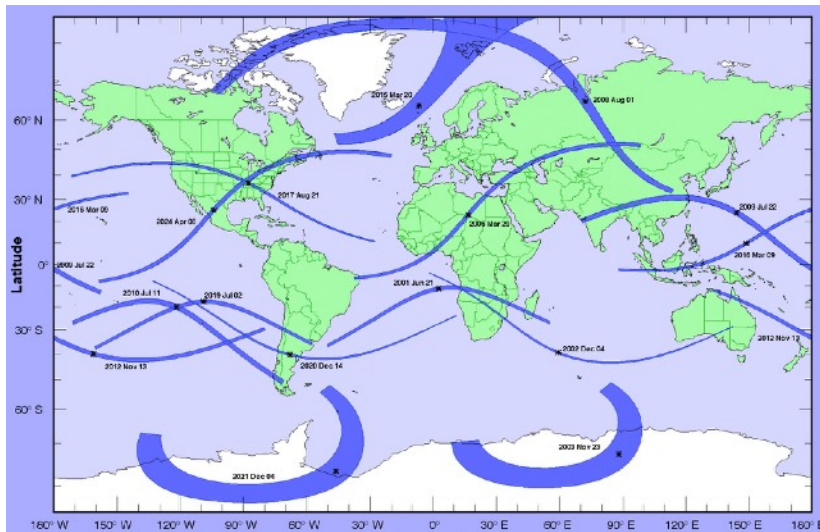 2015 Mar 20
2008 Aug 01
60° N
2017 Aug 21
30° N
2016 Mar 09
2024 Apr 08
2006 Mar 29
2009 Jul 22
2016 Mar 09
Latitude
0°
2009 Jul 22
2010 Jul 11
2019 Jul 02
2001 Jun 21
30° S
2012 Nov 13
2020 Dec 14
2002 Dec 04
2012 Nov 13
60° S
2021 Dec 04
2003 Nov 23
180° W 150° W 120° W 90° W 60° W 30° W 0° 30° E 60° E 90° E 120° E 150° E 180° E